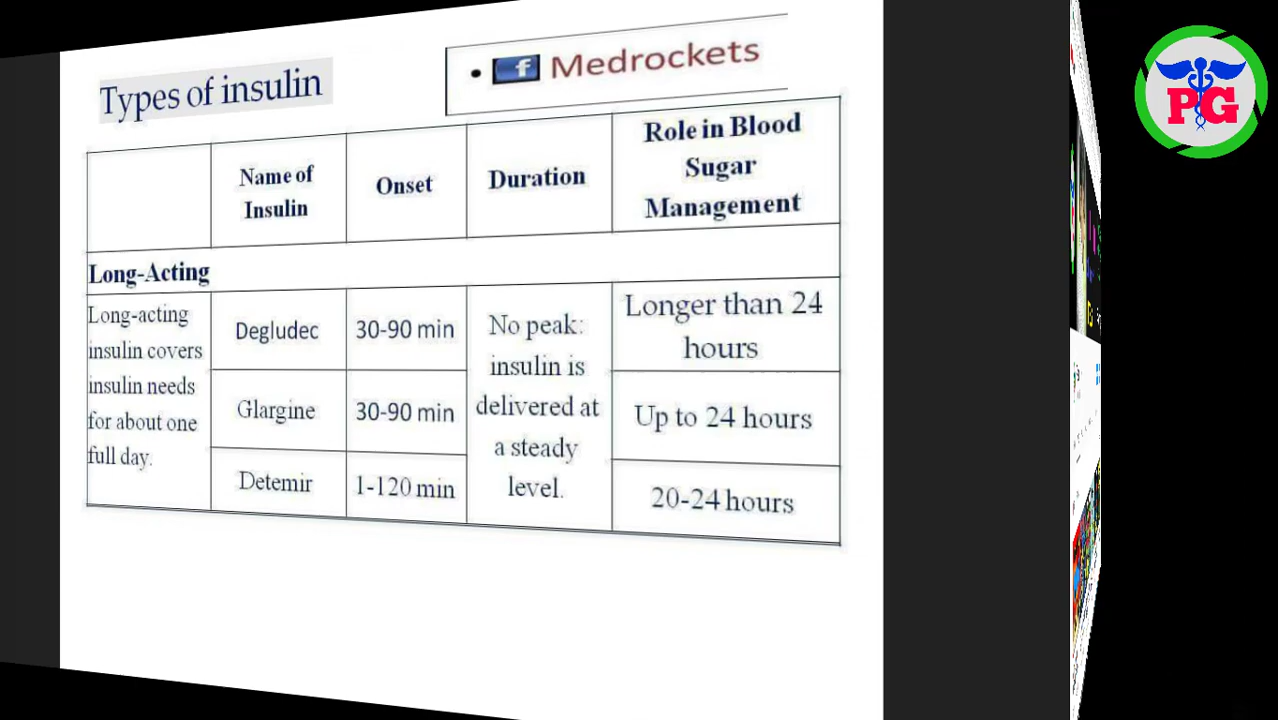 Types of insulin
• f Medrockets
PG
Name of
Insulin
Onset
Duration
Role in Blood
Sugar
Management
Long-Acting
Long-acting
insulin covers
insulin needs
for about one
full day.
Degludec
30-90 min
No peak:
insulin is
delivered at
a steady
level.
Longer than 24
hours
Glargine
30-90 min
Up to 24 hours
Detemir
1-120 min
20-24 hours